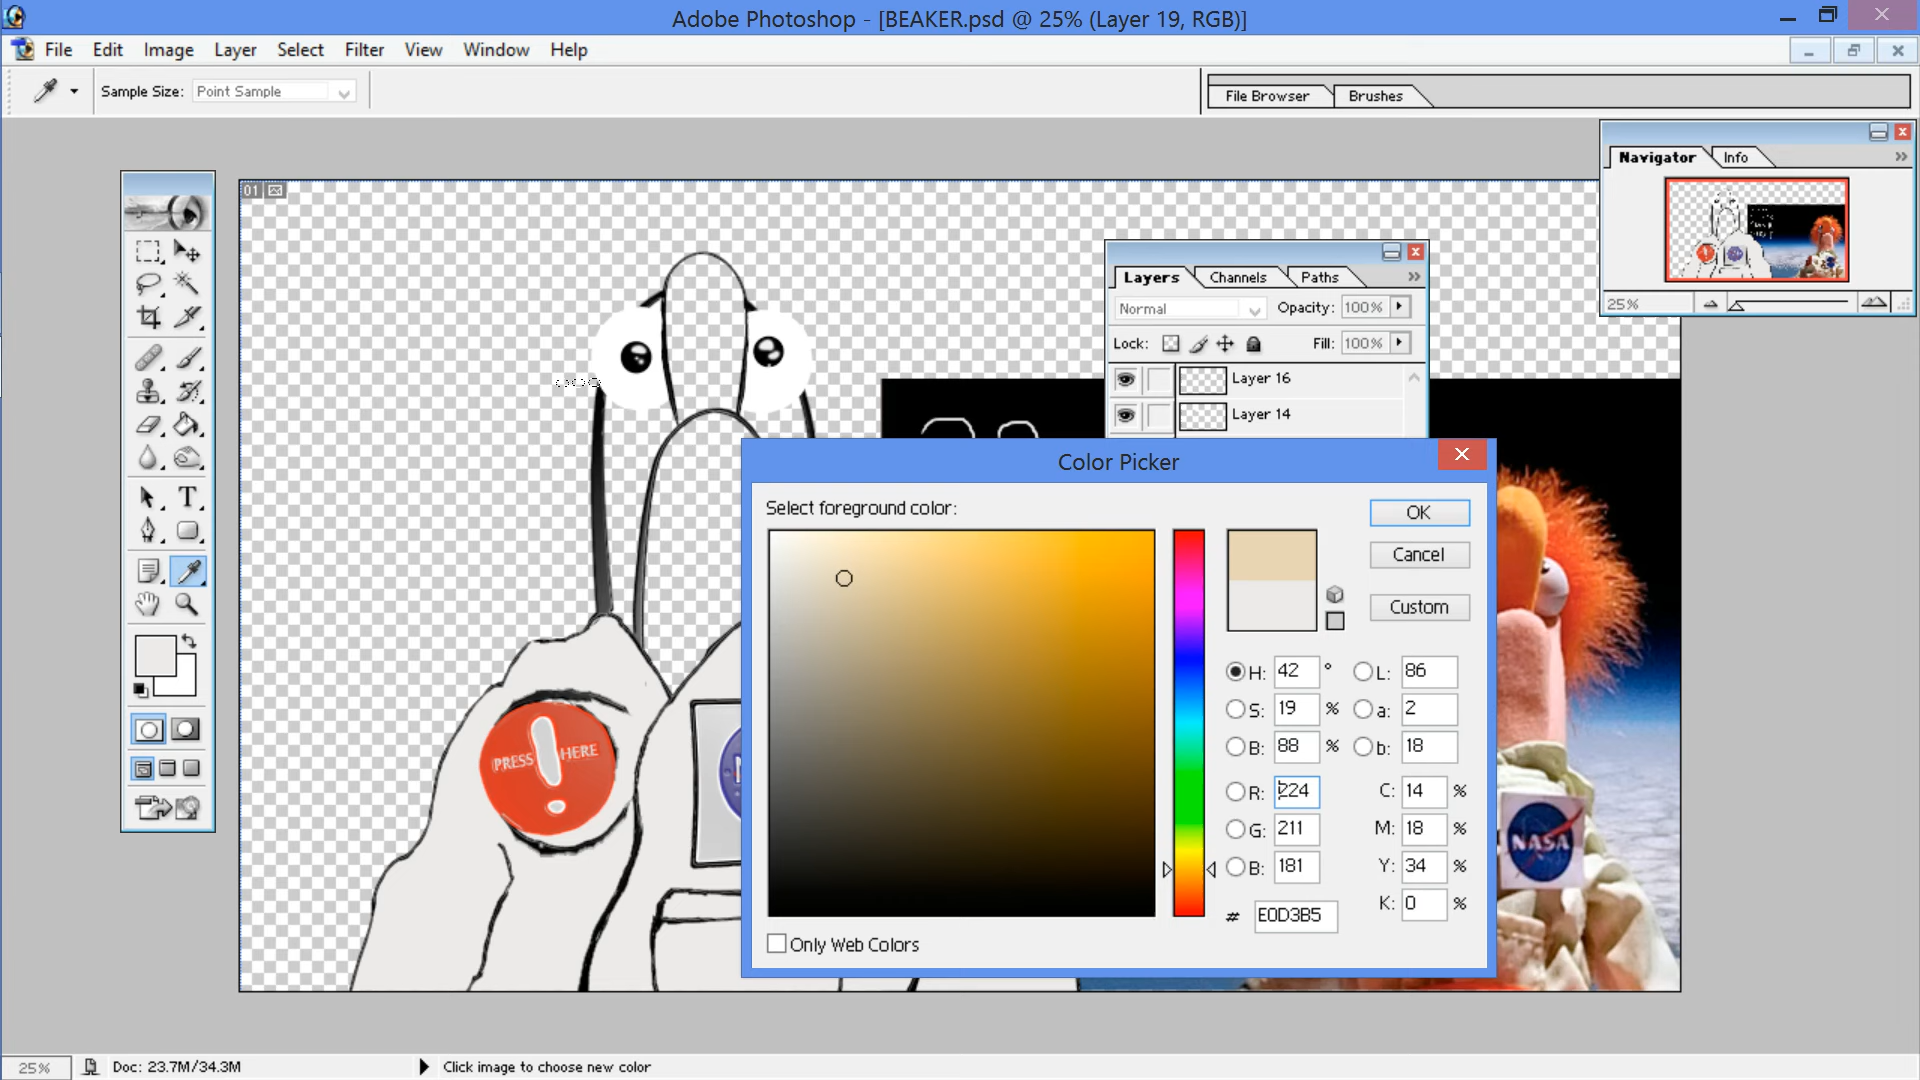 Adobe Photoshop - [BEAKER.psd @ 25% (Layer 19, RGB)]
File Edit Image Layer Select Filter View Window Help
Sample Size: Point Sample
File Browser Brushes
Navigator Info
25%
01
Layers Channels Paths
Normal Opacity: 100%
Lock: Fill: 100%
Layer 16
Layer 14
Color Picker
Select foreground color:
OK
Cancel
Custom
H: 42 ° L: 86
S: 19 % a: 2
B: 88 % b: 18
R: 224 C: 14 %
G: 211 M: 18 %
B: 181 Y: 34 %
K: 0 %
# E0D3B5
Only Web Colors
PRESS HERE
NASA
25% Doc: 23.7M/34.3M Click image to choose new color